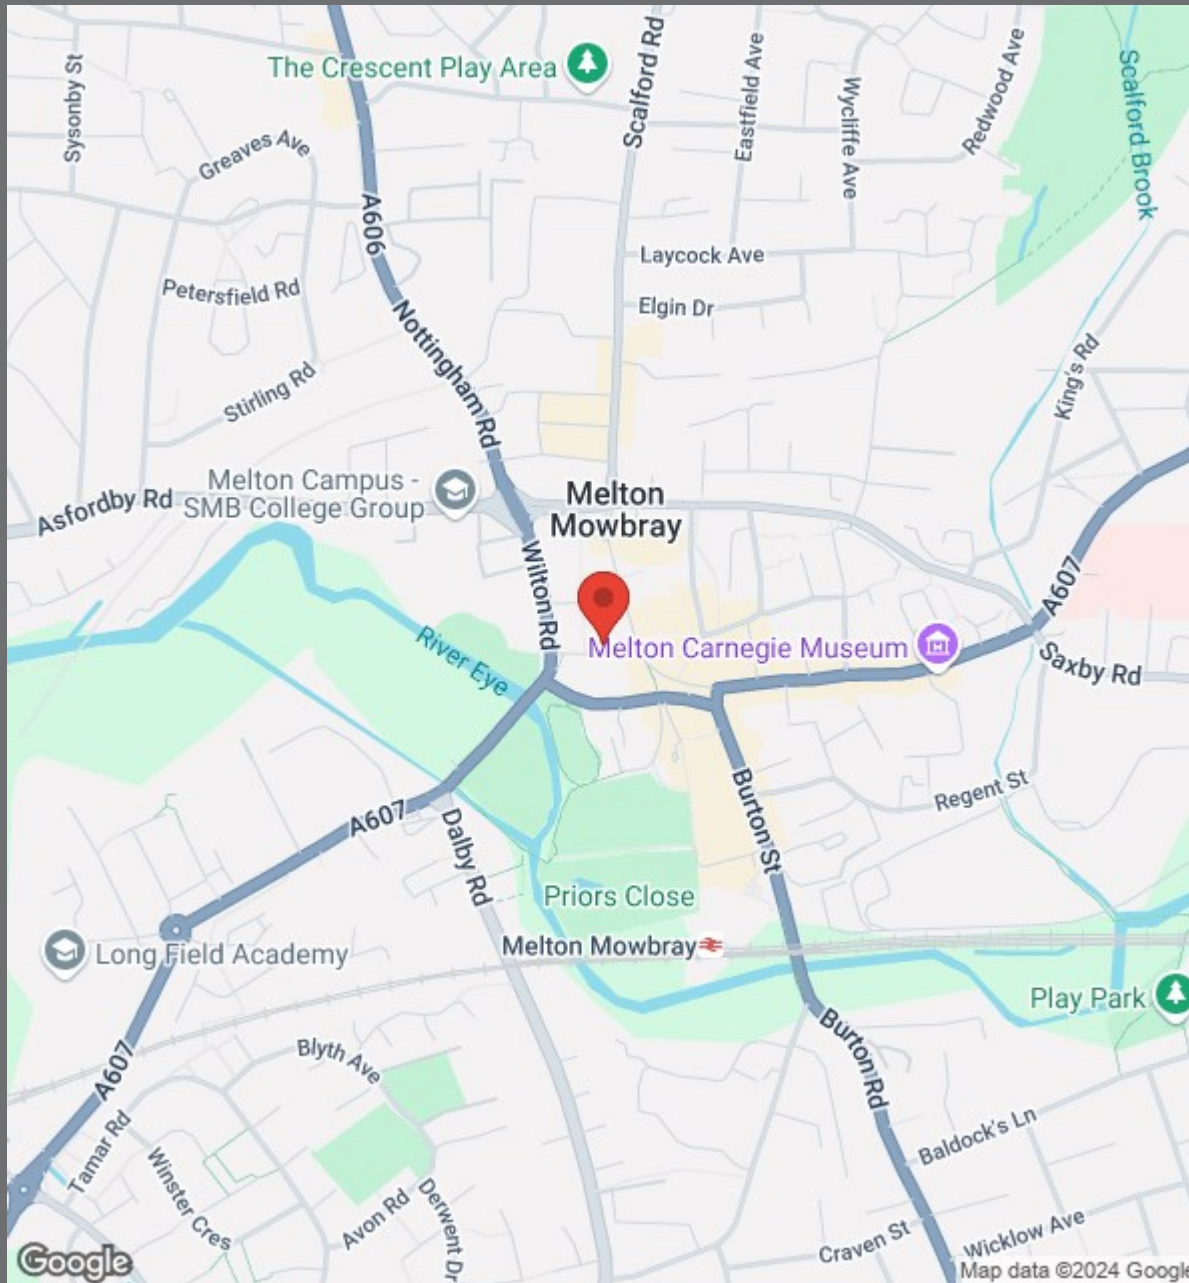 The Crescent Play Area
Scalford Rd
Eastfield Ave
Wycliffe Ave
Redwood Ave
Scalford Brook
Sysonby St
Greaves Ave
A606
Laycock Ave
Petersfield Rd
Elgin Dr
Nottingham Rd
King's Rd
Stirling Rd
Melton Campus -
SMB College Group
Asfordby Rd
Melton
Mowbray
Wilton Rd
A607
River Eye
Melton Carnegie Museum
Saxby Rd
Burton St
Regent St
A607
Dalby Rd
Priors Close
Melton Mowbray
Long Field Academy
Play Park
Blyth Ave
Burton Rd
A607
Tamar Rd
Baldock's Ln
Winster Cres
Avon Rd
Derwent Dr
Craven St
Wicklow Ave
Google
Map data ©2024 Google